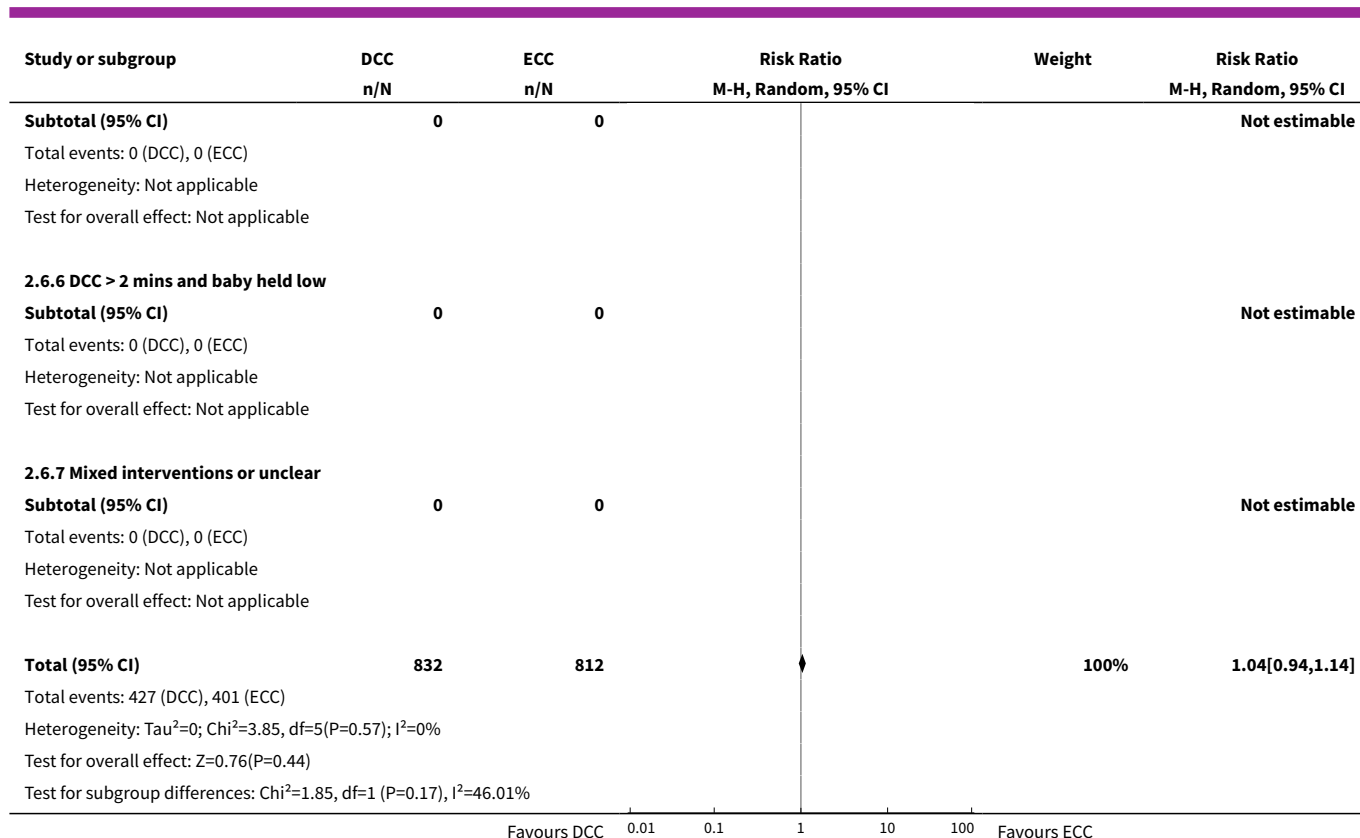 Study or subgroup DCC ECC Risk Ratio Weight Risk Ratio
n/N n/N M-H, Random, 95% CI M-H, Random, 95% CI
Subtotal (95% CI) 0 0 Not estimable
Total events: 0 (DCC), 0 (ECC)
Heterogeneity: Not applicable
Test for overall effect: Not applicable
2.6.6 DCC > 2 mins and baby held low
Subtotal (95% CI) 0 0 Not estimable
Total events: 0 (DCC), 0 (ECC)
Heterogeneity: Not applicable
Test for overall effect: Not applicable
2.6.7 Mixed interventions or unclear
Subtotal (95% CI) 0 0 Not estimable
Total events: 0 (DCC), 0 (ECC)
Heterogeneity: Not applicable
Test for overall effect: Not applicable
Total (95% CI) 832 812 100% 1.04[0.94,1.14]
Total events: 427 (DCC), 401 (ECC)
Heterogeneity: Tau²=0; Chi²=3.85, df=5(P=0.57); I²=0%
Test for overall effect: Z=0.76(P=0.44)
Test for subgroup differences: Chi²=1.85, df=1 (P=0.17), I²=46.01%
Favours DCC 0.01 0.1 1 10 100 Favours ECC